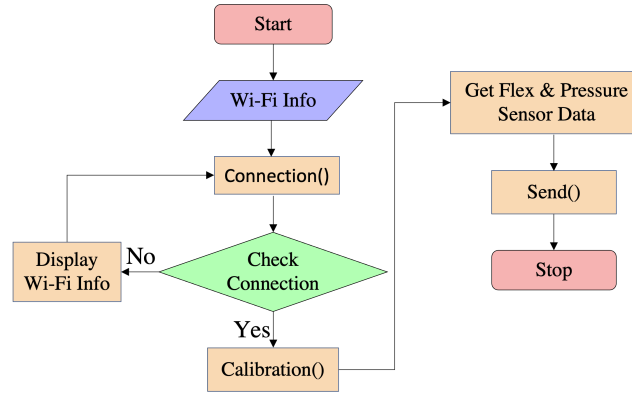 Start
Wi-Fi Info
Connection()
Check
Connection
No
Display
Wi-Fi Info
Yes
Calibration()
Get Flex & Pressure
Sensor Data
Send()
Stop